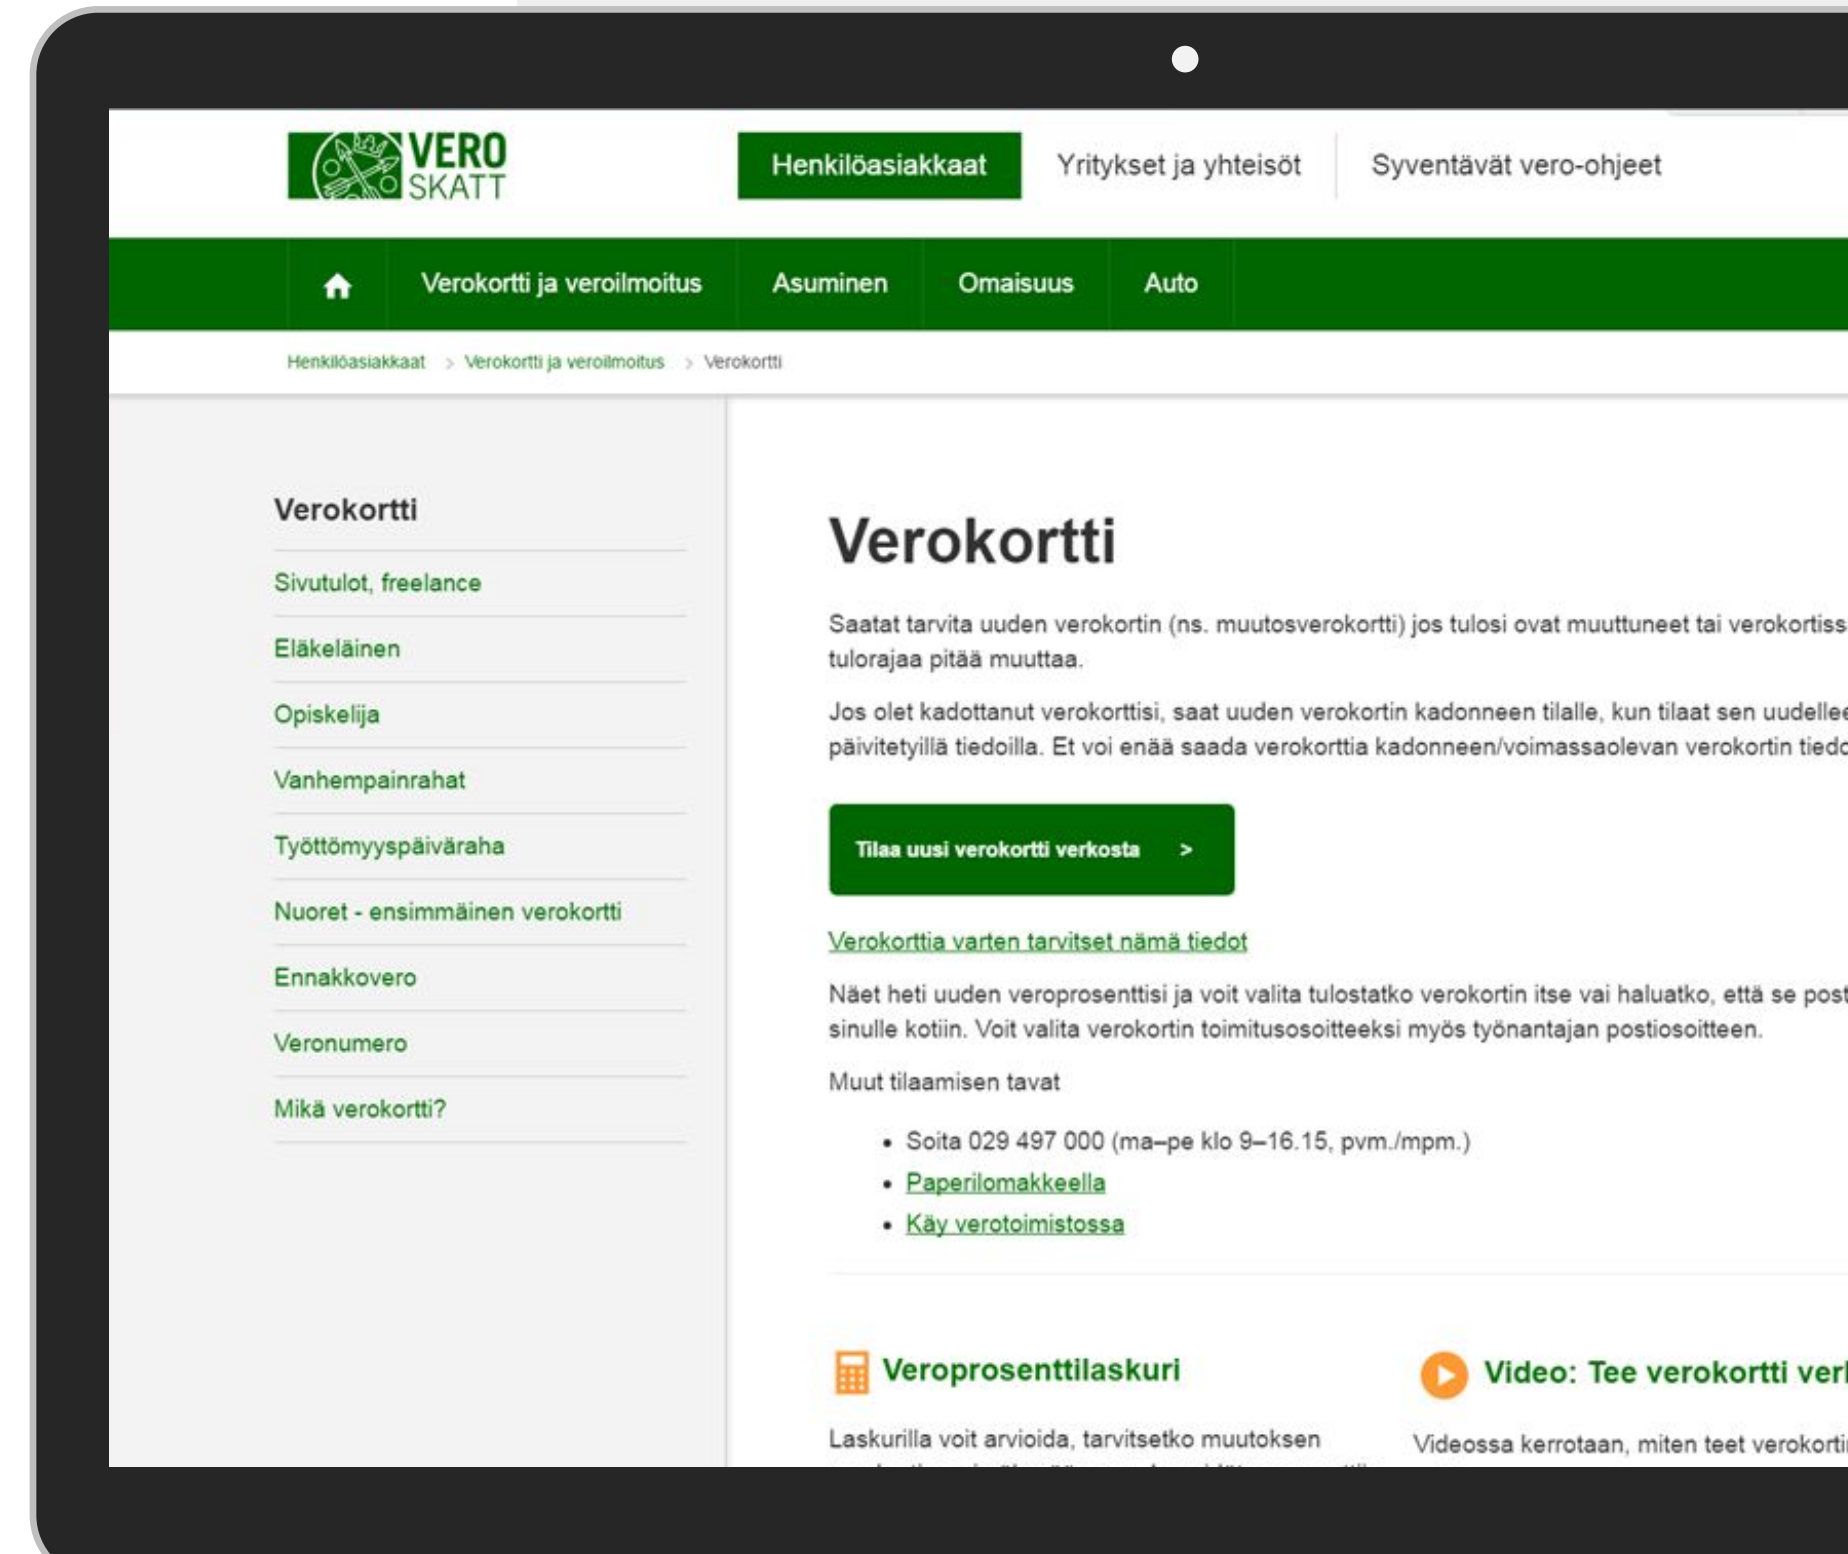 VERO
SKATT
Henkilöasiakkaat Yritykset ja yhteisöt Syventävät vero-ohjeet
Verokortti ja veroilmoitus Asuminen Omaisuus Auto
Henkilöasiakkaat > Verokortti ja veroilmoitus > Verokortti
Verokortti
Sivutulot, freelance
Eläkeläinen
Opiskelija
Vanhempainrahat
Työttömyyspäiväraha
Nuoret - ensimmäinen verokortti
Ennakkovero
Veronumero
Mikä verokortti?
Verokortti
Saatat tarvita uuden verokortin (ns. muutosverokortti) jos tulosi ovat muuttuneet tai verokortiss
tulorajaa pitää muuttaa.
Jos olet kadottanut verokorttisi, saat uuden verokortin kadonneen tilalle, kun tilaat sen uudellee
päivitetyillä tiedoilla. Et voi enää saada verokorttia kadonneen/voimassaolevan verokortin tiedo
Tilaa uusi verokortti verkosta >
Verokorttia varten tarvitset nämä tiedot
Näet heti uuden veroprosenttisi ja voit valita tulostatko verokortin itse vai haluatko, että se post
sinulle kotiin. Voit valita verokortin toimitusosoitteeksi myös työnantajan postiosoitteen.
Muut tilaamisen tavat
• Soita 029 497 000 (ma–pe klo 9–16.15, pvm./mpm.)
• Paperilomakkeella
• Käy verotoimistossa
Veroprosenttilaskuri
Laskurilla voit arvioida, tarvitsetko muutoksen
Video: Tee verokortti ver
Videossa kerrotaan, miten teet verokorti